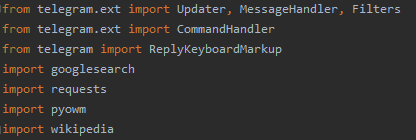 from telegram.ext import Updater, MessageHandler, Filters
from telegram.ext import CommandHandler
from telegram import ReplyKeyboardMarkup
import googlesearch
import requests
import pyowm
import wikipedia